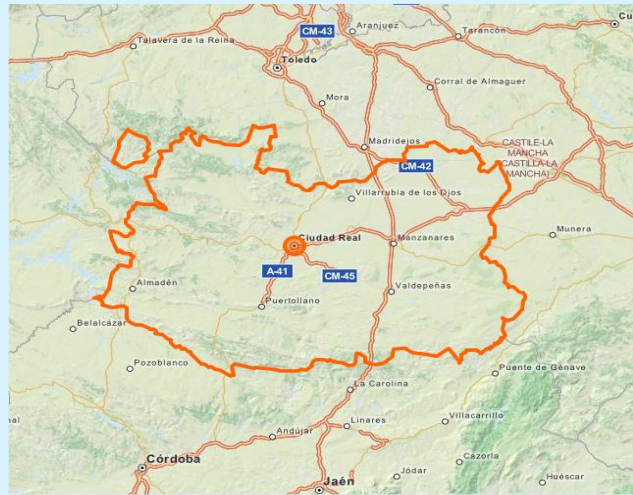 CM-43
Aranjuez
Talavera de la Reina
Tarancón
Cu
Toledo
Corral de Almaguer
Mora
Madridejos
CASTILE-LA
MANCHA
(CASTILLA-LA
MANCHA)
CM-42
Villarrubia de los Ojos
Ciudad Real
Manzanares
Munera
A-41
CM-45
Almadén
Valdepeñas
Puertollano
Belalcázar
Pozoblanco
Puente de Génave
La Carolina
Villacarrillo
Linares
Andújar
Córdoba
Cazorla
Jódar
Huéscar
Jaén
nal